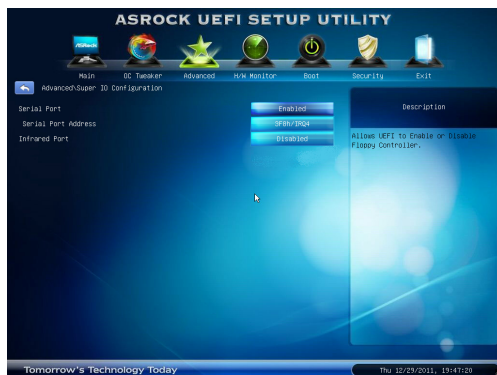 ASROCK UEFI SETUP UTILITY
ASRock
Main OC Tweaker Advanced H/W Monitor Boot Security Exit
Advanced\Super IO Configuration
Serial Port Enabled
Serial Port Address 3F8h/IRQ4
Infrared Port Disabled
Description
Allows UEFI to Enable or Disable
Floppy Controller.
Tomorrow's Technology Today
Thu 12/29/2011, 19:47:20